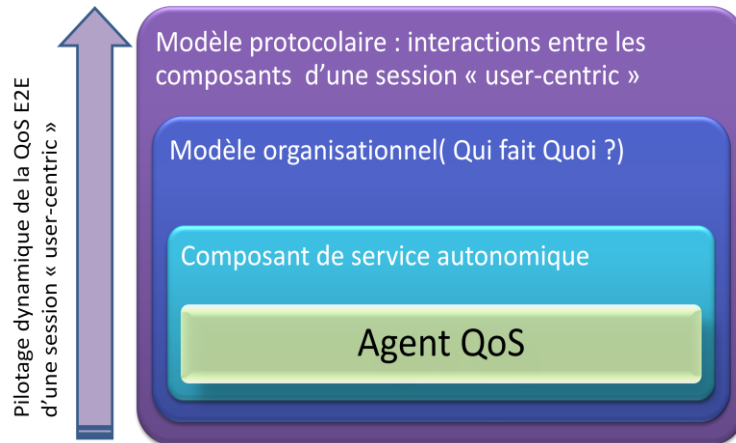 Pilotage dynamique de la QoS E2E
d'une session « user-centric »
Modèle protocolaire : interactions entre les
composants d'une session « user-centric »
Modèle organisationnel( Qui fait Quoi ?)
Composant de service autonomique
Agent QoS